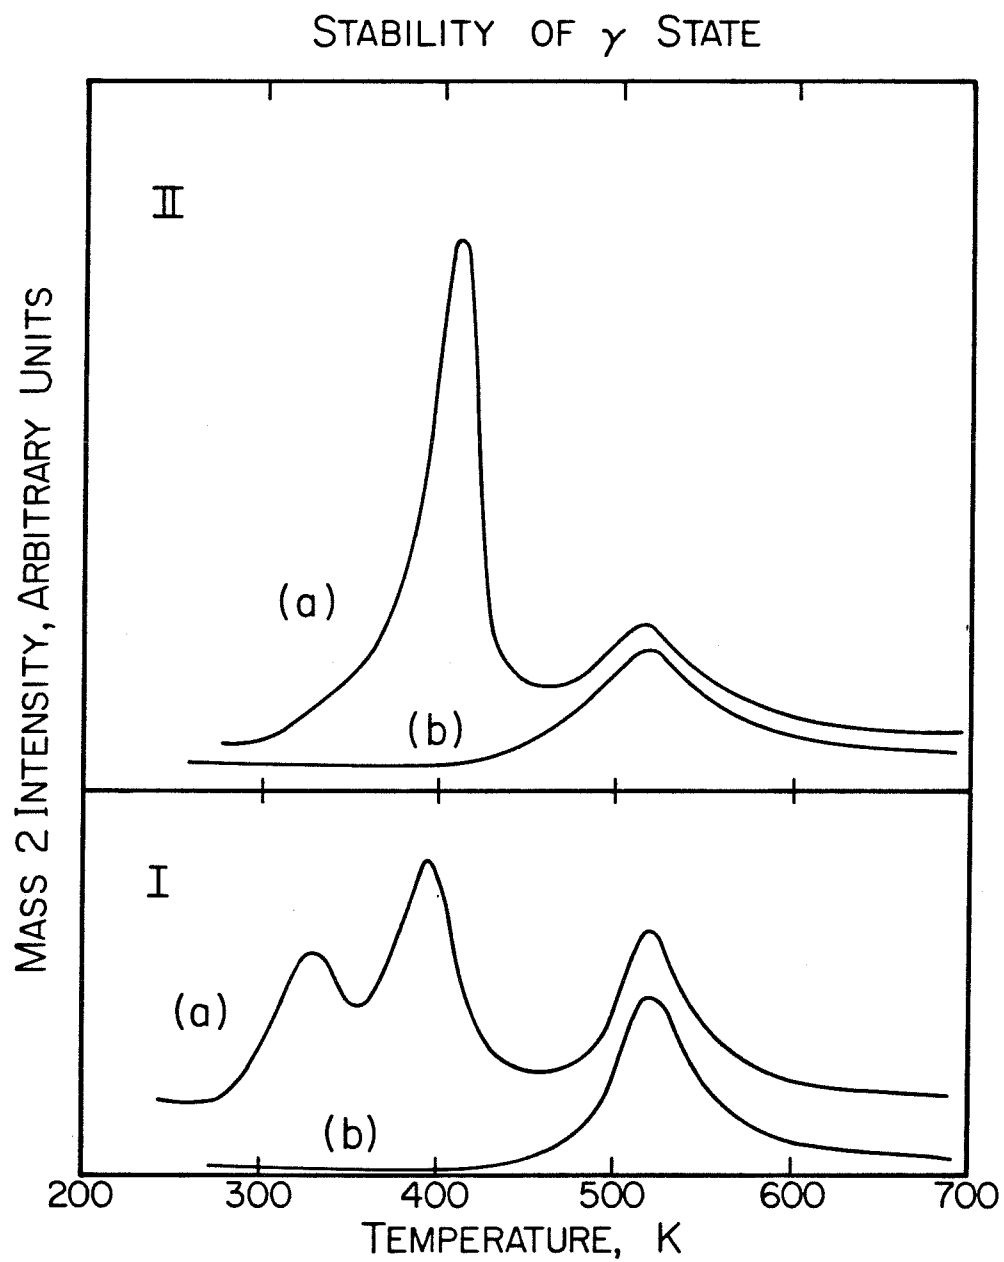 STABILITY OF γ STATE
II
(a)
(b)
I
(a)
(b)
MASS 2 INTENSITY, ARBITRARY UNITS
200 300 400 500 600 700
TEMPERATURE, K